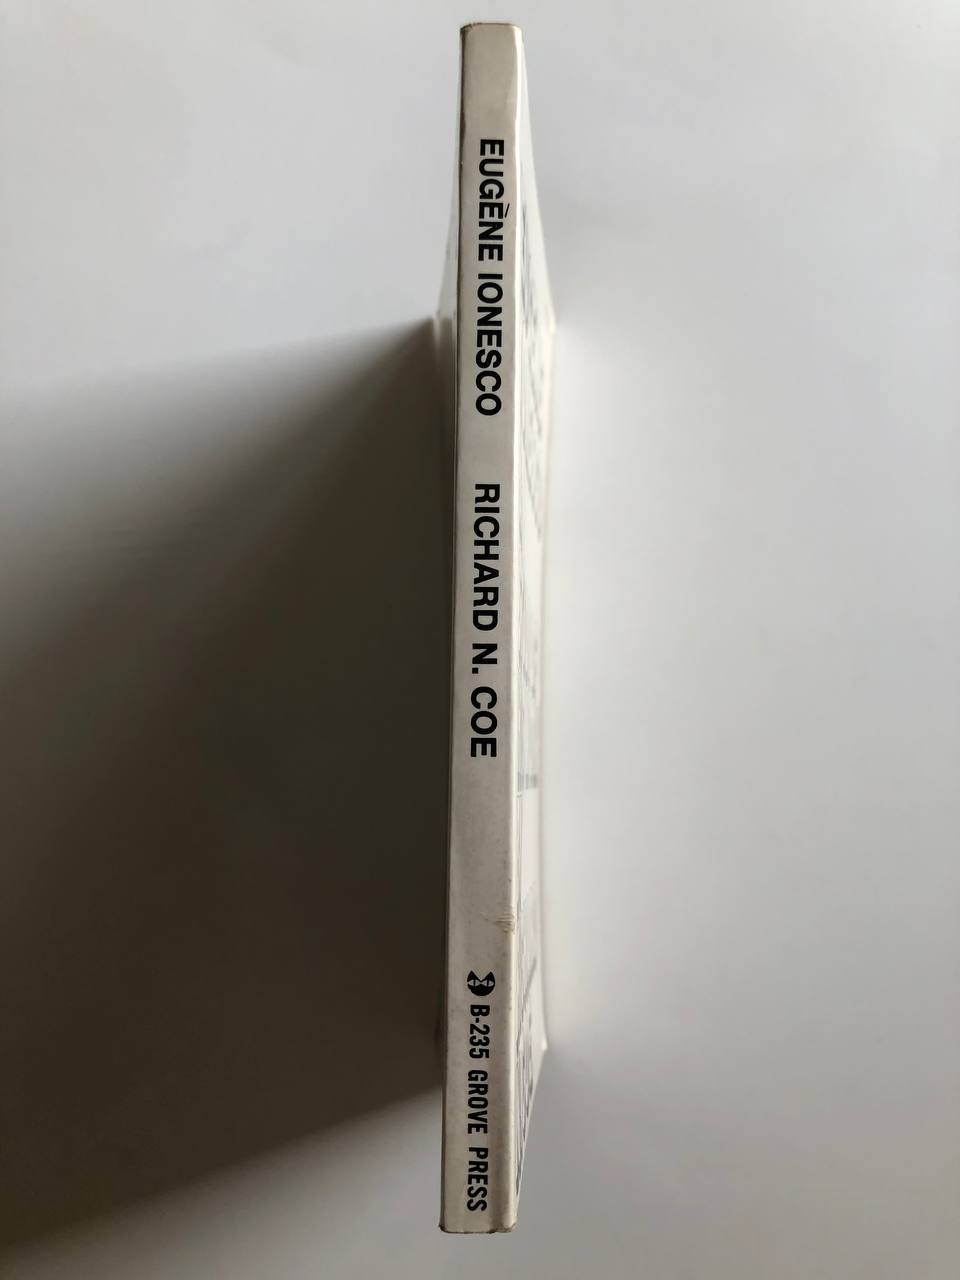 EUGÈNE IONESCO RICHARD N. COE B-235 GROVE PRESS